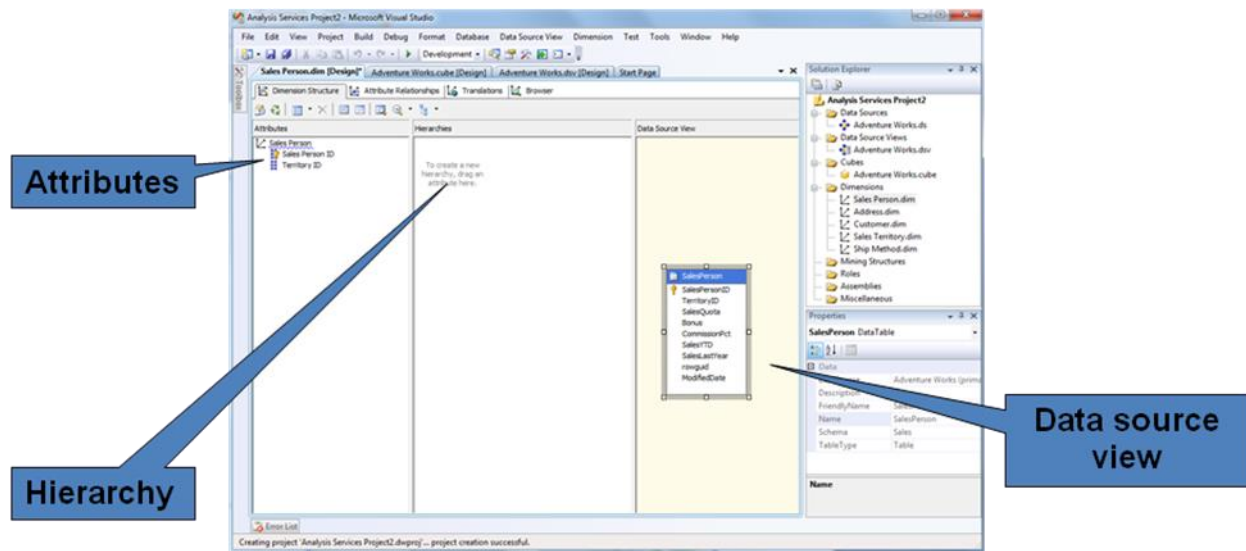 Analysis Services Project2 - Microsoft Visual Studio
File Edit View Project Build Debug Format Database Data Source View Dimension Test Tools Window Help
Development
Toolbox
Sales Person.dim [Design]* Adventure Works.cube [Design] Adventure Works.dsv [Design] Start Page
Dimension Structure Attribute Relationships Translations Browser
Attributes
Sales Person
Sales Person ID
Territory ID
Hierarchies
To create a new
hierarchy, drag an
attribute here.
Data Source View
SalesPerson
SalesPersonID
TerritoryID
SalesQuota
Bonus
CommissionPct
SalesYTD
SalesLastYear
rowguid
ModifiedDate
Solution Explorer
Analysis Services Project2
Data Sources
Adventure Works.ds
Data Source Views
Adventure Works.dsv
Cubes
Adventure Works.cube
Dimensions
Sales Person.dim
Address.dim
Customer.dim
Sales Territory.dim
Ship Method.dim
Mining Structures
Roles
Assemblies
Miscellaneous
Properties
SalesPerson DataTable
Data
Adventure Works (prima
Description
FriendlyName
Name SalesPerson
Schema Sales
TableType Table
Name
Error List
Creating project 'Analysis Services Project2.dwproj'... project creation successful.
Attributes
Hierarchy
Data source
view